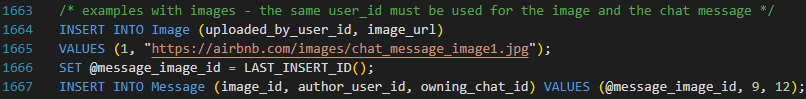 1663 /* examples with images - the same user_id must be used for the image and the chat message */
1664 INSERT INTO Image (uploaded_by_user_id, image_url)
1665 VALUES (1, "https://airbnb.com/images/chat_message_image1.jpg");
1666 SET @message_image_id = LAST_INSERT_ID();
1667 INSERT INTO Message (image_id, author_user_id, owning_chat_id) VALUES (@message_image_id, 9, 12);